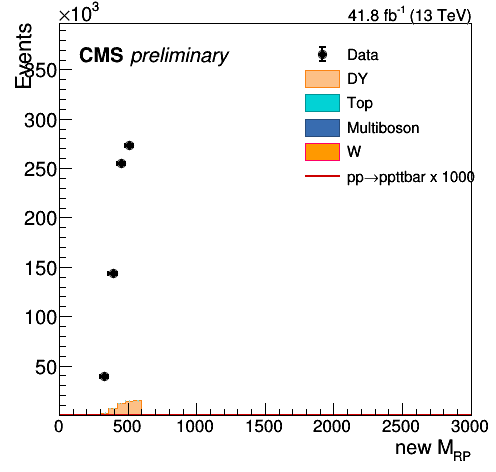 ×10³
41.8 fb⁻¹ (13 TeV)
Events
CMS preliminary
Data
DY
Top
Multiboson
W
pp→ppttbar x 1000
350
300
250
200
150
100
50
0 500 1000 1500 2000 2500 3000
new M_RP